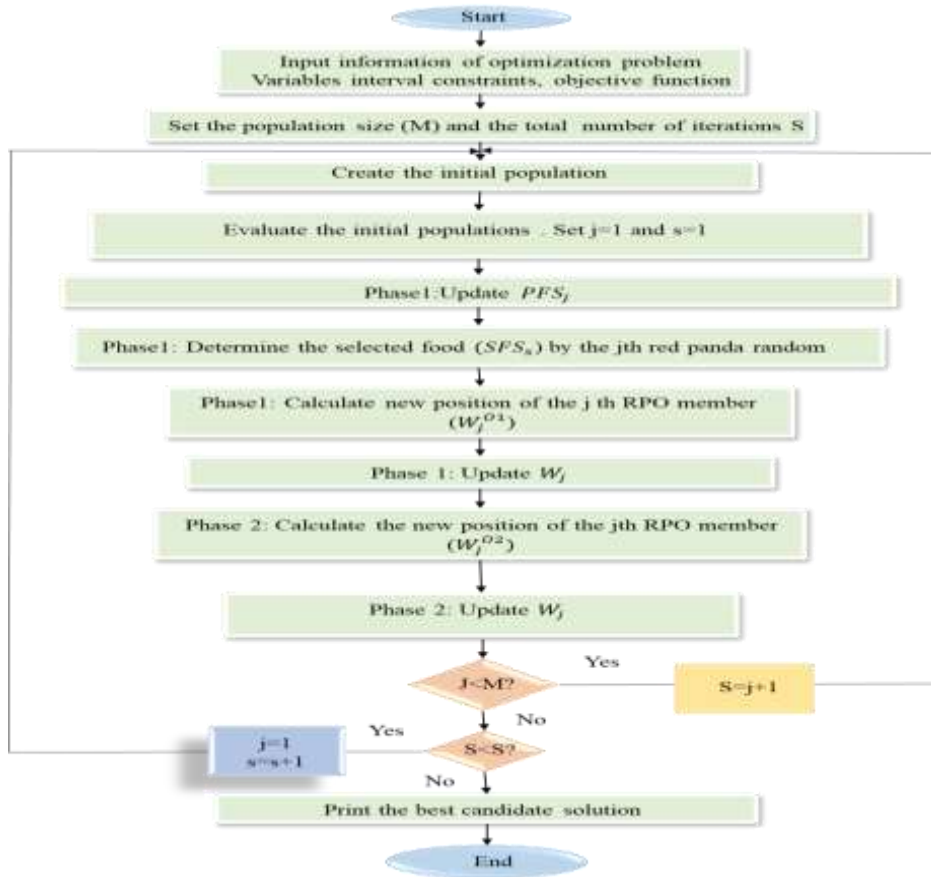 Start
Input information of optimization problem
Variables interval constraints, objective function
Set the population size (M) and the total number of iterations S
Create the initial population
Evaluate the initial populations . Set j=1 and s=1
Phase1:Update PFSⱼ
Phase1: Determine the selected food (SFSₛ) by the jth red panda random
Phase1: Calculate new position of the j th RPO member
(Wⱼᴼ¹)
Phase 1: Update Wⱼ
Phase 2: Calculate the new position of the jth RPO member
(Wⱼᴼ²)
Phase 2: Update Wⱼ
J<M?
Yes
S=j+1
No
S<S?
Yes
j=1
s=s+1
No
Print the best candidate solution
End